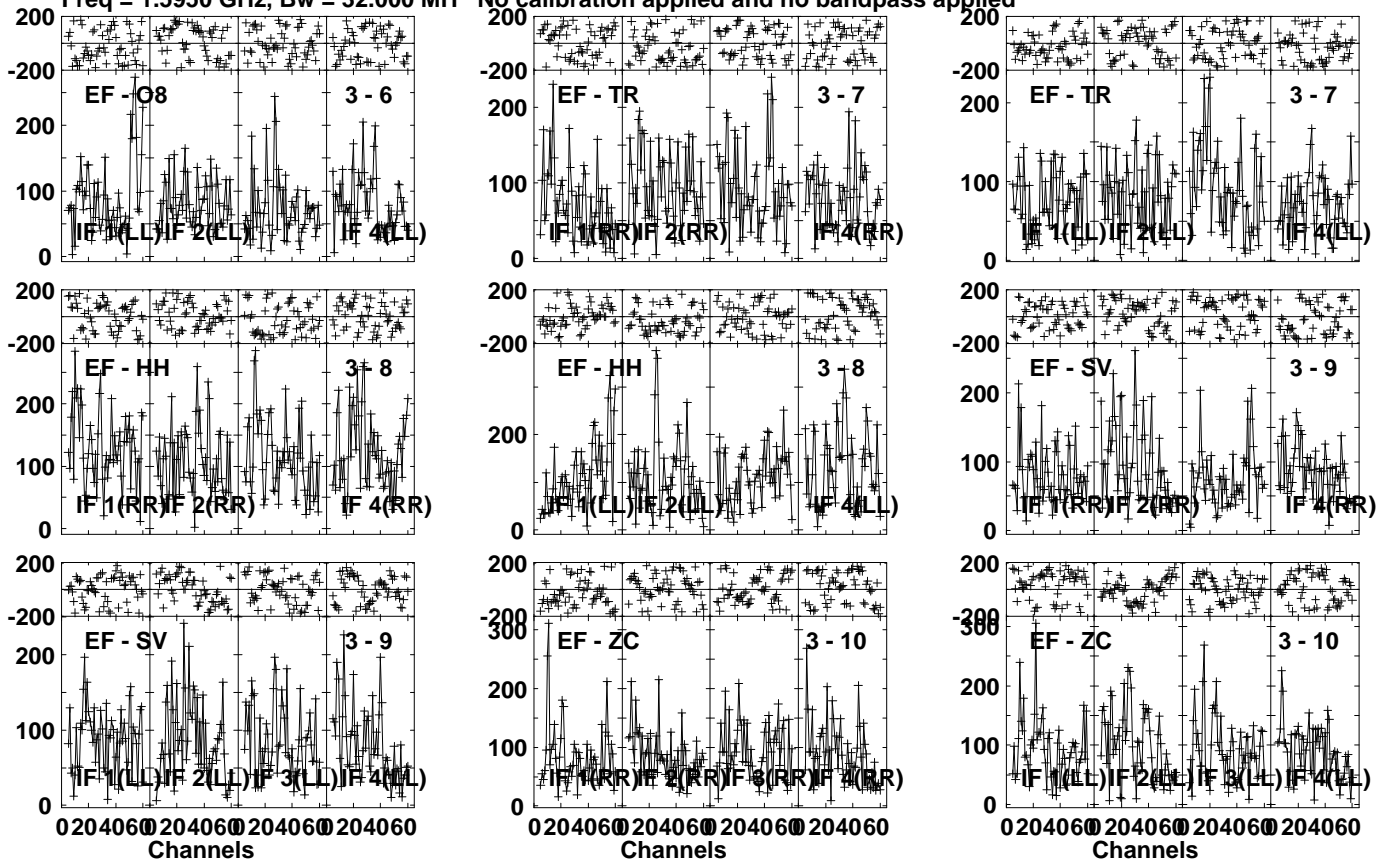 Freq = 1.5950 GHz, Bw = 32.000 MH No calibration applied and no bandpass applied
200
-200
EF - O8 3 - 6
200
100
0
IF 1(LL) IF 2(LL) IF 4(LL)
200
-200
EF - TR 3 - 7
200
100
0
IF 1(RR) IF 2(RR) IF 4(RR)
200
-200
EF - TR 3 - 7
200
100
0
IF 1(LL) IF 2(LL) IF 4(LL)
200
-200
EF - HH 3 - 8
200
100
0
IF 1(RR) IF 2(RR) IF 4(RR)
200
-200
EF - HH 3 - 8
200
0
IF 1(LL) IF 2(LL) IF 4(LL)
200
-200
EF - SV 3 - 9
200
100
0
IF 1(RR) IF 2(RR) IF 4(RR)
200
-200
EF - SV 3 - 9
200
100
0
IF 1(LL) IF 2(LL) IF 3(LL) IF 4(LL)
0 20 40 60 0 20 40 60 0 20 40 60 0 20 40 60
Channels
200
-200
300
EF - ZC 3 - 10
200
100
0
IF 1(RR) IF 2(RR) IF 3(RR) IF 4(RR)
0 20 40 60 0 20 40 60 0 20 40 60 0 20 40 60
Channels
200
-200
300
EF - ZC 3 - 10
200
100
0
IF 1(LL) IF 2(LL) IF 3(LL) IF 4(LL)
0 20 40 60 0 20 40 60 0 20 40 60 0 20 40 60
Channels